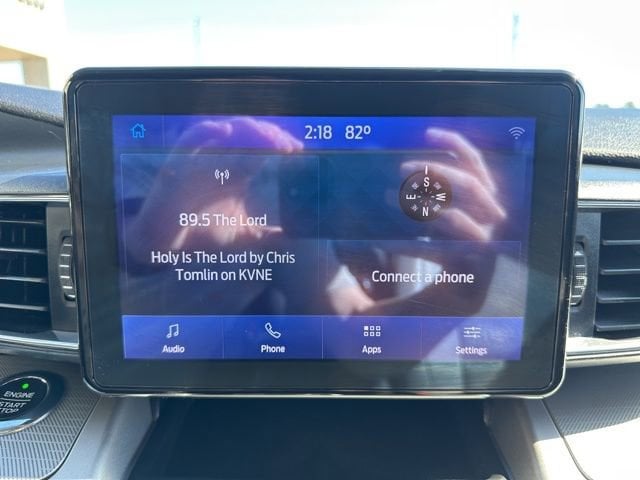 2:18 82º
89.5 The Lord
Holy Is The Lord by Chris
Tomlin on KVNE
S
E
W
N
Connect a phone
Audio
Phone
Apps
Settings
ENGINE
START
STOP